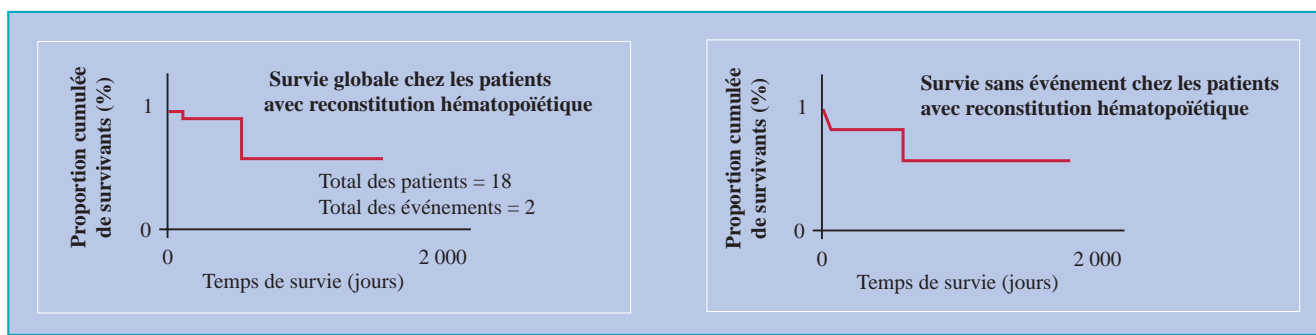 Survie globale chez les patients
avec reconstitution hématopoïétique
Proportion cumulée
de survivants (%)
1
Total des patients = 18
Total des événements = 2
0
0
2 000
Temps de survie (jours)
Survie sans événement chez les patients
avec reconstitution hématopoïétique
Proportion cumulée
de survivants (%)
1
0
0
2 000
Temps de survie (jours)